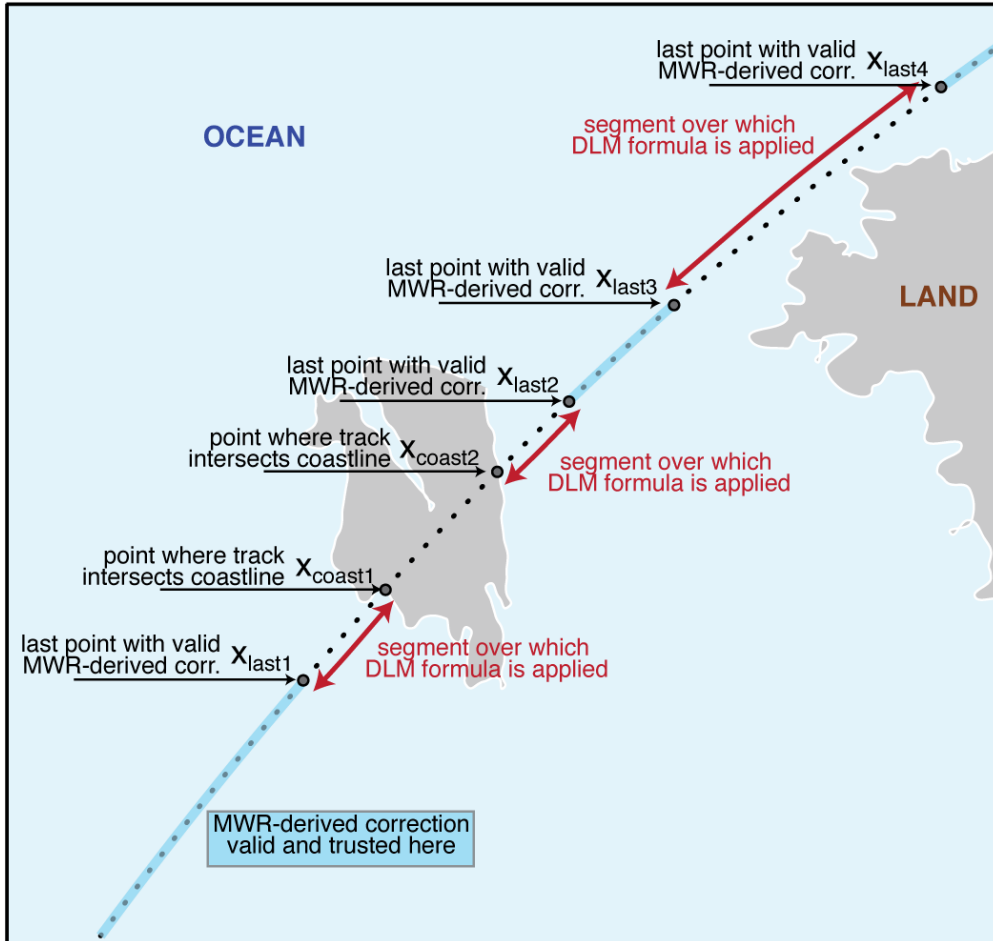 last point with valid
MWR-derived corr. xlast4
OCEAN
segment over which
DLM formula is applied
last point with valid
MWR-derived corr. xlast3
LAND
last point with valid
MWR-derived corr. xlast2
point where track
intersects coastline xcoast2
segment over which
DLM formula is applied
point where track
intersects coastline xcoast1
last point with valid
MWR-derived corr. xlast1
segment over which
DLM formula is applied
MWR-derived correction
valid and trusted here